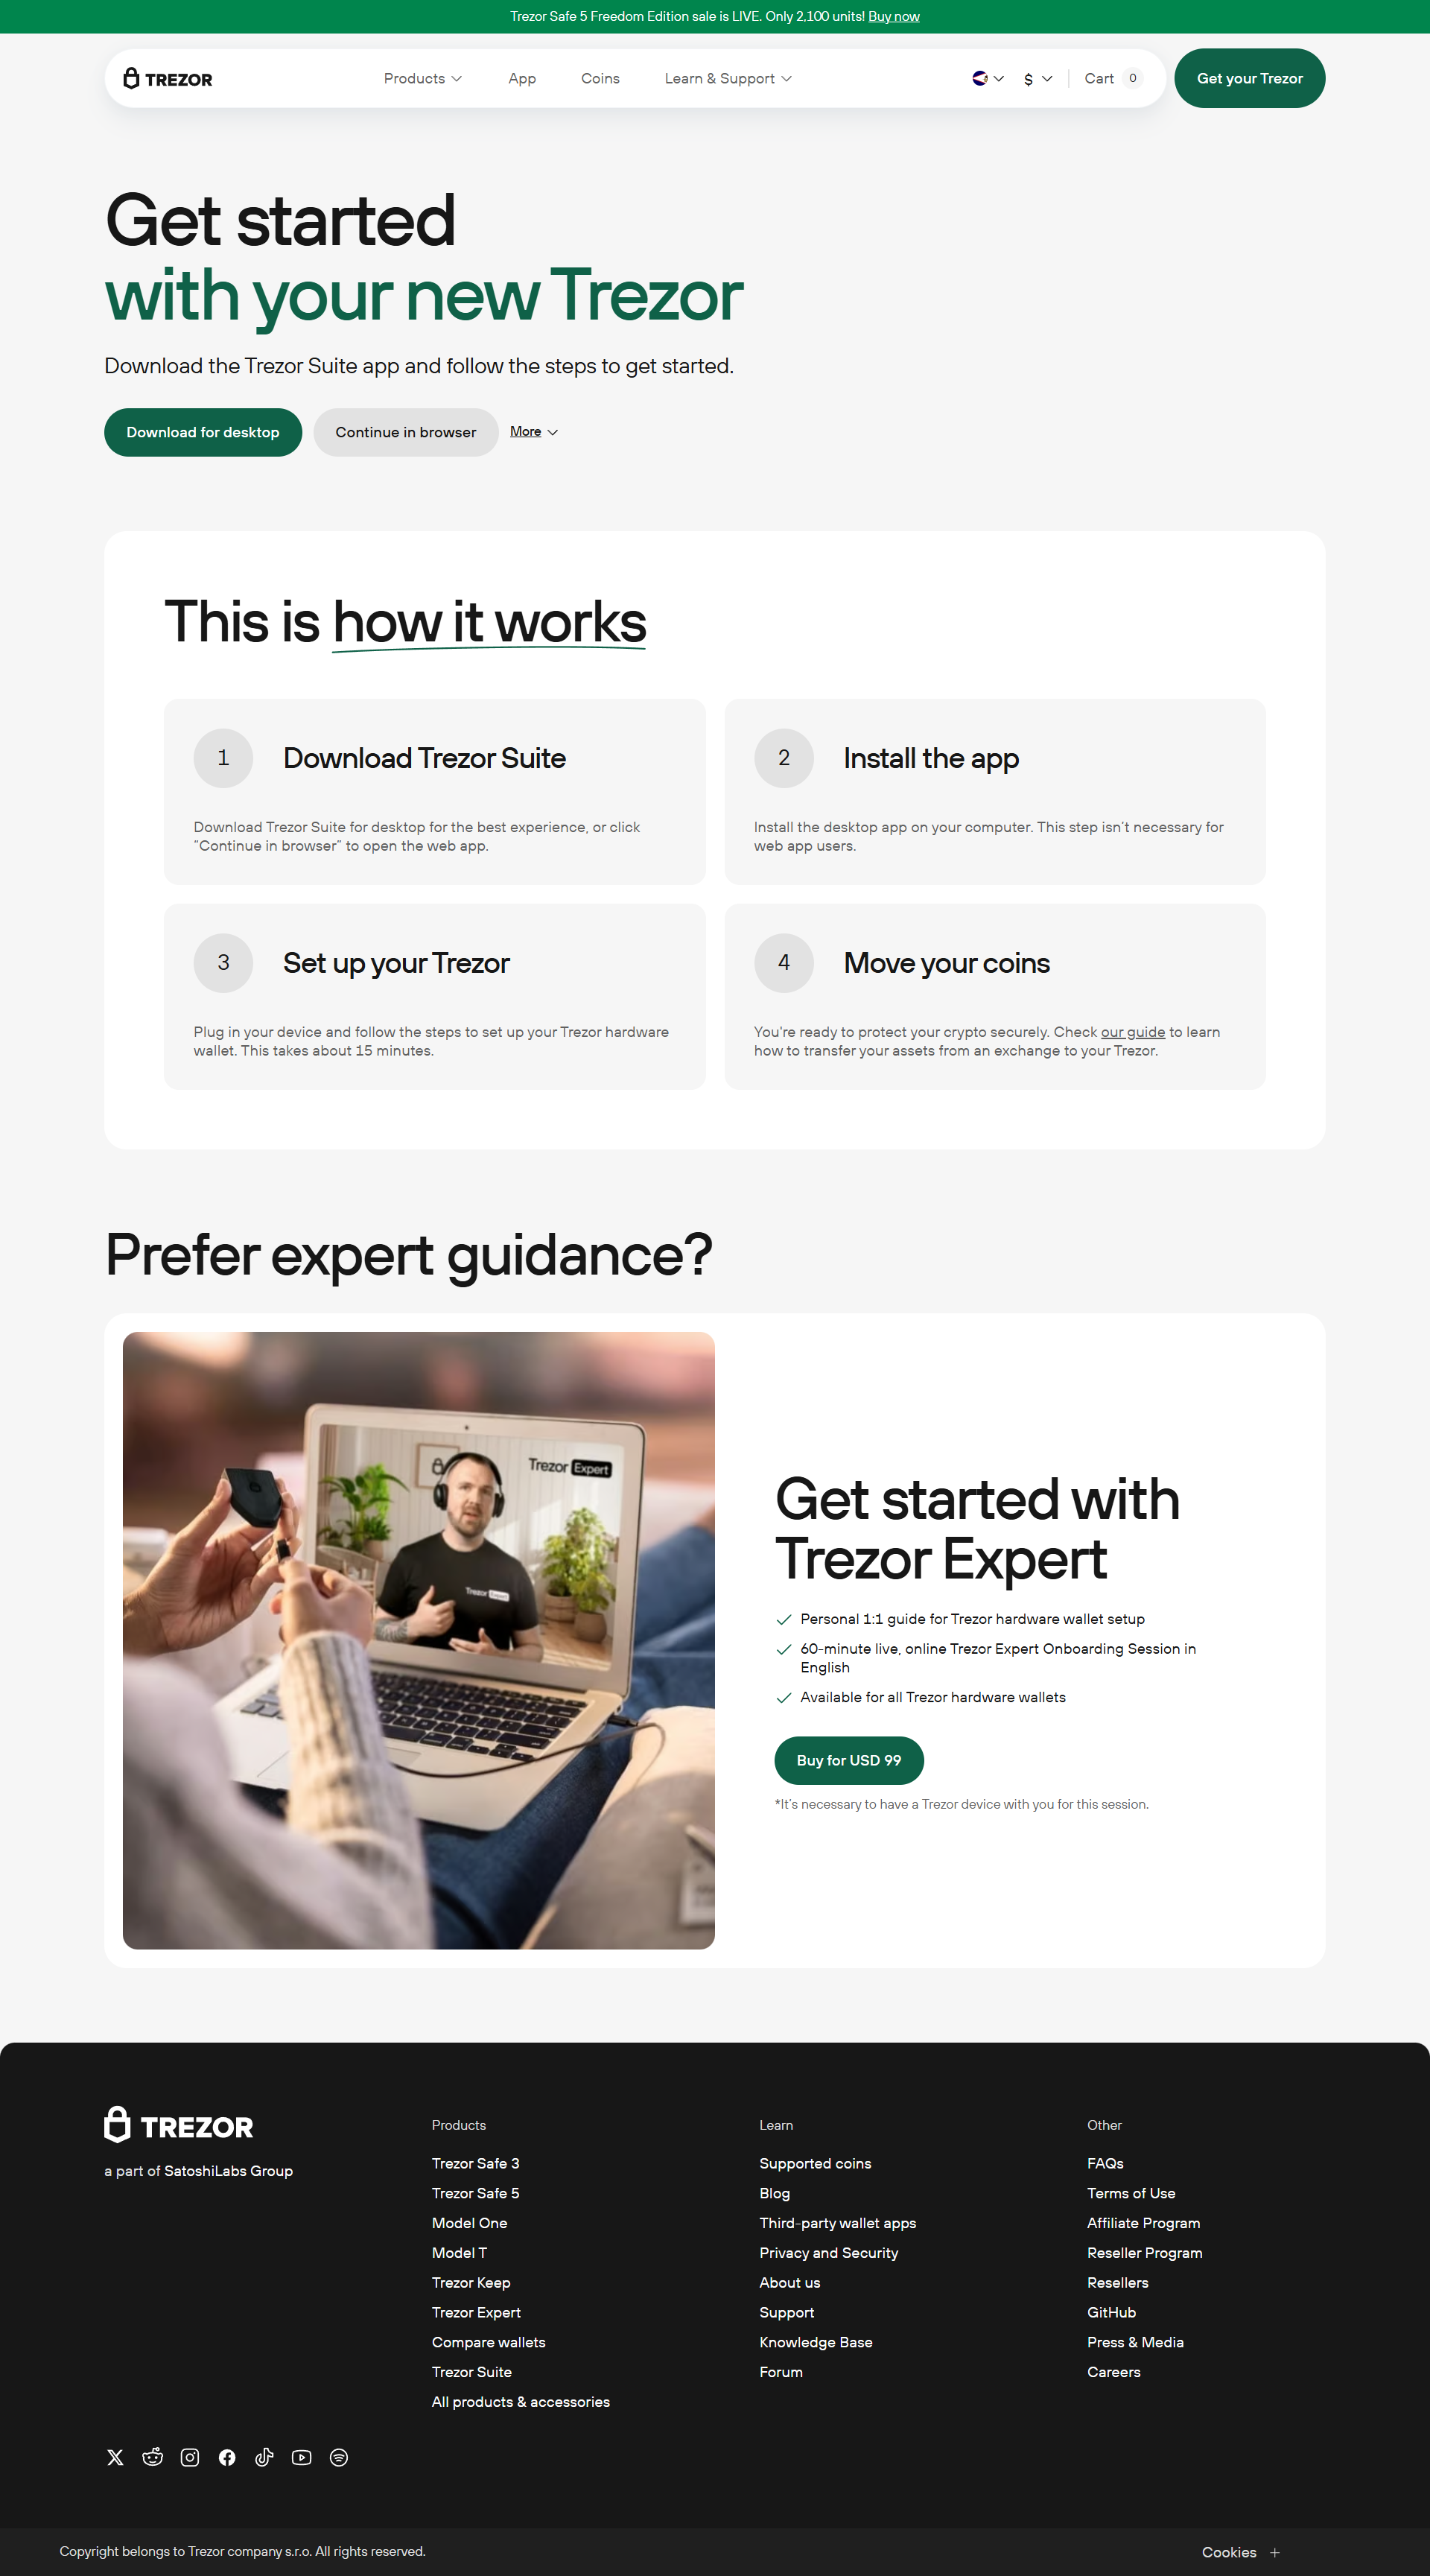 Trezor Safe 5 Freedom Edition sale is LIVE. Only 2,100 units! Buy now
TREZOR
Products
App
Coins
Learn & Support
$
Cart 0
Get your Trezor
Get started
with your new Trezor
Download the Trezor Suite app and follow the steps to get started.
Download for desktop
Continue in browser
More
This is how it works
1
Download Trezor Suite
Download Trezor Suite for desktop for the best experience, or click
“Continue in browser” to open the web app.
2
Install the app
Install the desktop app on your computer. This step isn’t necessary for
web app users.
3
Set up your Trezor
Plug in your device and follow the steps to set up your Trezor hardware
wallet. This takes about 15 minutes.
4
Move your coins
You're ready to protect your crypto securely. Check our guide to learn
how to transfer your assets from an exchange to your Trezor.
Prefer expert guidance?
Trezor Expert
Trezor Expert
Get started with
Trezor Expert
Personal 1:1 guide for Trezor hardware wallet setup
60-minute live, online Trezor Expert Onboarding Session in
English
Available for all Trezor hardware wallets
Buy for USD 99
*It’s necessary to have a Trezor device with you for this session.
TREZOR
a part of SatoshiLabs Group
Products
Trezor Safe 3
Trezor Safe 5
Model One
Model T
Trezor Keep
Trezor Expert
Compare wallets
Trezor Suite
All products & accessories
Learn
Supported coins
Blog
Third-party wallet apps
Privacy and Security
About us
Support
Knowledge Base
Forum
Other
FAQs
Terms of Use
Affiliate Program
Reseller Program
Resellers
GitHub
Press & Media
Careers
Copyright belongs to Trezor company s.r.o. All rights reserved.
Cookies +